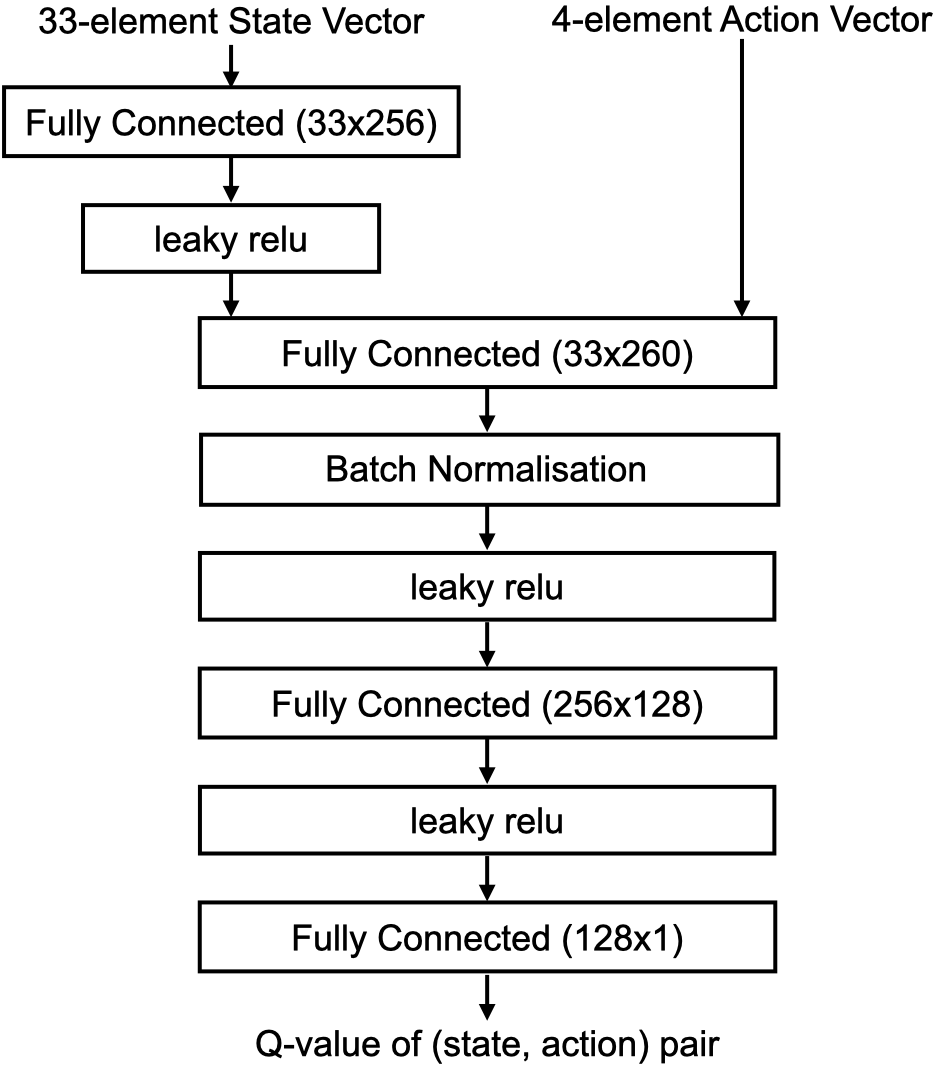 33-element State Vector
4-element Action Vector
Fully Connected (33x256)
leaky relu
Fully Connected (33x260)
Batch Normalisation
leaky relu
Fully Connected (256x128)
leaky relu
Fully Connected (128x1)
Q-value of (state, action) pair